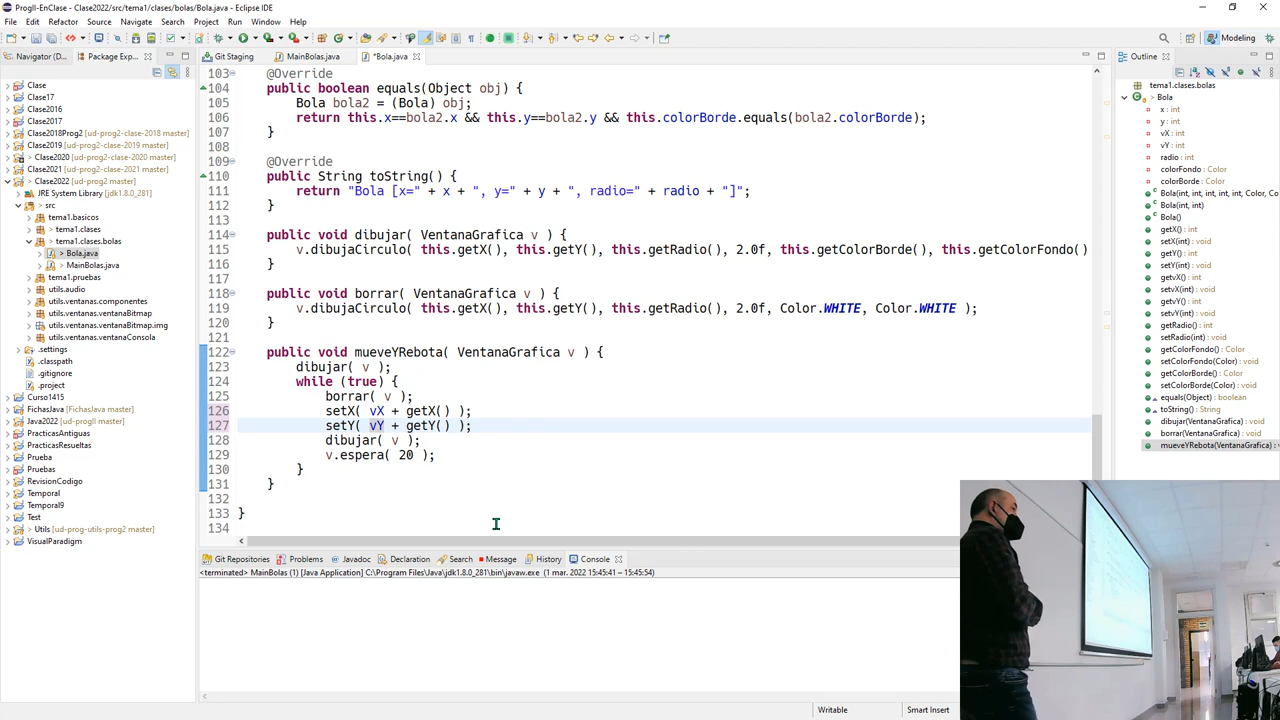 ProgII-EnClase - Clase2022/src/tema1/clases/bolas/Bola.java - Eclipse IDE
File Edit Refactor Source Navigate Search Project Run Window Help
Modeling
Navigator (D... Package Exp...
Git Staging MainBolas.java *Bola.java
Outline
Clase
Clase17
Clase2016
Clase2017
Clase2018Prog2 [ud-prog2-clase-2018 master]
Clase2019 [ud-prog2-clase-2019 master]
> Clase2020 [ud-prog2-clase-2020 master]
Clase2021 [ud-prog2-clase-2021 master]
> Clase2022 [ud-prog2 master]
JRE System Library [jdk1.8.0_281]
> src
tema1.basicos
> tema1.clases
> tema1.clases.bolas
> Bola.java
> MainBolas.java
tema1.pruebas
utils.audio
utils.ventanas.componentes
utils.ventanas.ventanaBitmap
utils.ventanas.ventanaBitmap.img
utils.ventanas.ventanaConsola
.settings
.classpath
.gitignore
.project
Curso1415
FichasJava [FichasJava master]
Java2022 [ud-progII master]
PracticasAntiguas
PracticasResueltas
Prueba
Pruebas
RevisionCodigo
Temporal
Temporal9
Test
> Utils [ud-prog-utils-prog2 master]
VisualParadigm
103 @Override
104 public boolean equals(Object obj) {
105 Bola bola2 = (Bola) obj;
106 return this.x==bola2.x && this.y==bola2.y && this.colorBorde.equals(bola2.colorBorde);
107 }
108
109 @Override
110 public String toString() {
111 return "Bola [x=" + x + ", y=" + y + ", radio=" + radio + "]";
112 }
113
114 public void dibujar( VentanaGrafica v ) {
115 v.dibujaCirculo( this.getX(), this.getY(), this.getRadio(), 2.0f, this.getColorBorde(), this.getColorFondo()
116 }
117
118 public void borrar( VentanaGrafica v ) {
119 v.dibujaCirculo( this.getX(), this.getY(), this.getRadio(), 2.0f, Color.WHITE, Color.WHITE );
120 }
121
122 public void mueveYRebota( VentanaGrafica v ) {
123 dibujar( v );
124 while (true) {
125 borrar( v );
126 setX( vX + getX() );
127 setY( vY + getY() );
128 dibujar( v );
129 v.espera( 20 );
130 }
131 }
132
133 }
134
tema1.clases.bolas
Bola
x : int
y : int
vX : int
vY : int
radio : int
colorFondo : Color
colorBorde : Color
Bola(int, int, int, int, int, Color, Co
Bola(int, int)
Bola()
getX() : int
setX(int) : void
getY() : int
setY(int) : void
getvX() : int
setvX(int) : void
getvY() : int
setvY(int) : void
getRadio() : int
setRadio(int) : void
getColorFondo() : Color
setColorFondo(Color) : void
getColorBorde() : Color
setColorBorde(Color) : void
equals(Object) : boolean
toString() : String
dibujar(VentanaGrafica) : void
borrar(VentanaGrafica) : void
mueveYRebota(VentanaGrafica) : v
Git Repositories Problems Javadoc Declaration Search Message History Console
<terminated> MainBolas (1) [Java Application] C:\Program Files\Java\jdk1.8.0_281\bin\javaw.exe (1 mar. 2022 15:45:41 – 15:45:54)
Writable Smart Insert